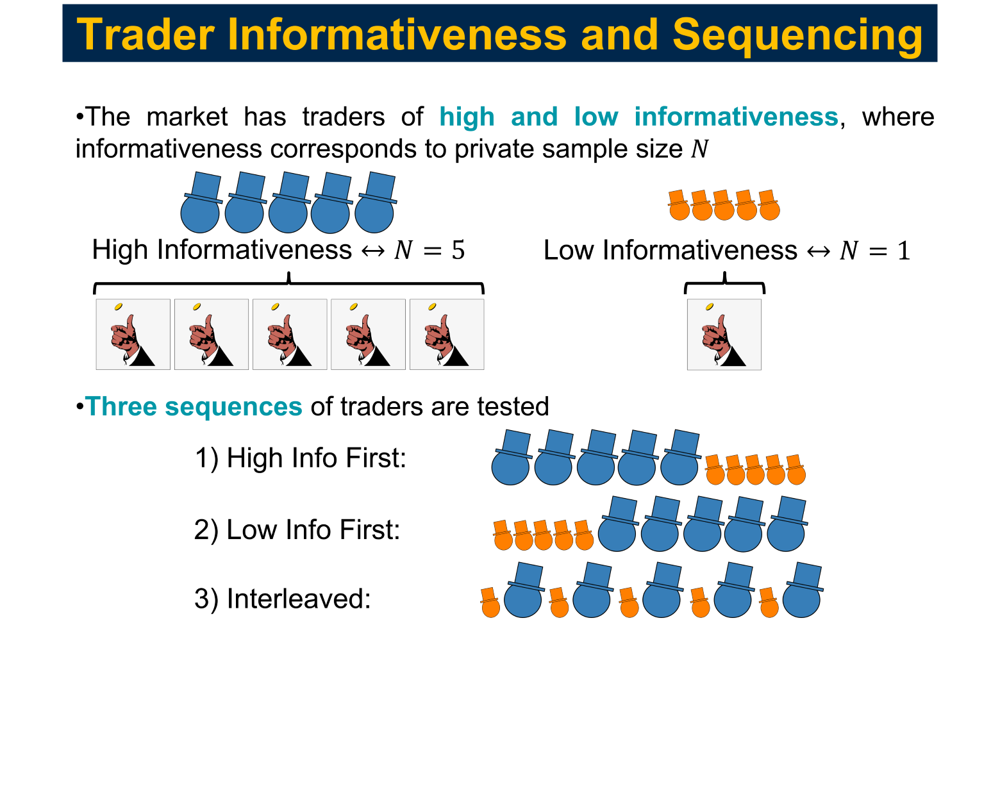 Trader Informativeness and Sequencing
•The market has traders of high and low informativeness, where
informativeness corresponds to private sample size N
High Informativeness ↔ N = 5
Low Informativeness ↔ N = 1
•Three sequences of traders are tested
1) High Info First:
2) Low Info First:
3) Interleaved: